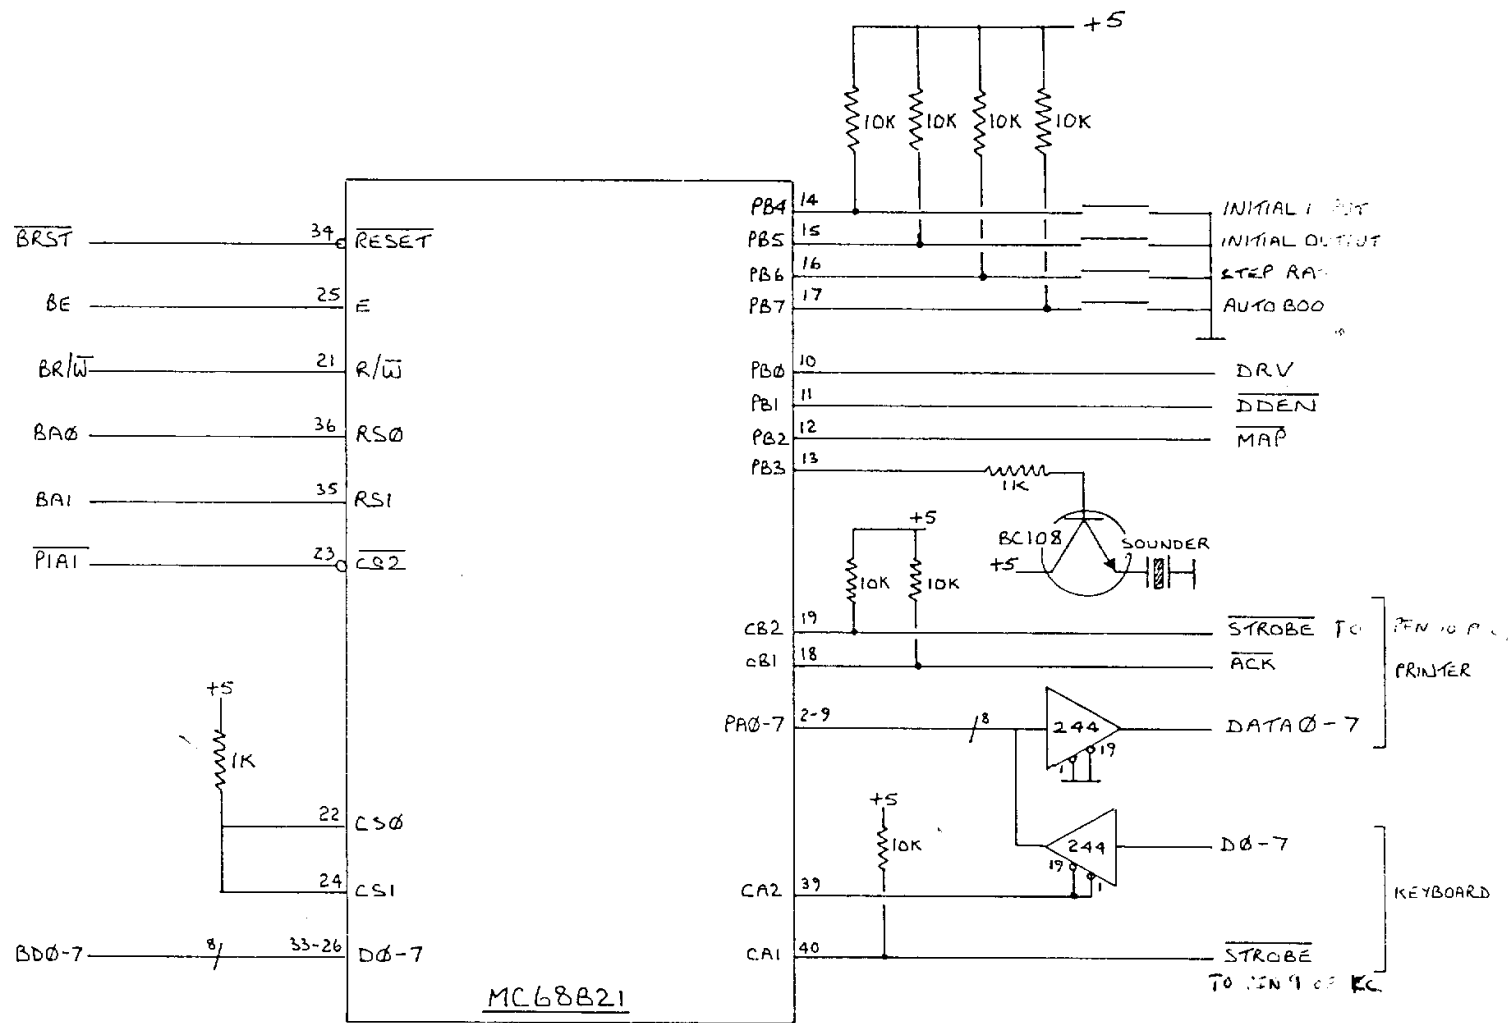 +5
10K 10K 10K 10K
PB4 14 INITIAL
PB5 15 INITIAL OUTPUT
PB6 16 STEP
PB7 17 AUTO
BRST 34 RESET
BE 25 E
BR/W 21 R/W
BAØ 36 RSØ
BA1 35 RS1
PIA1 23 CS2
+5
1K
22 CSØ
24 CS1
BDØ-7 8 33-26 DØ-7
MC68B21
PBØ 10 DRV
PB1 11 DDEN
PB2 12 MAP
PB3 13
1K
BC108
+5
SOUNDER
+5
10K 10K
CB2 19 STROBE TO
CB1 18 ACK
PRINTER
PAØ-7 2-9 8 244 DATAØ-7
1 19
+5
10K
244 DØ-7
19 1
CA2 39
KEYBOARD
CA1 40 STROBE
TO